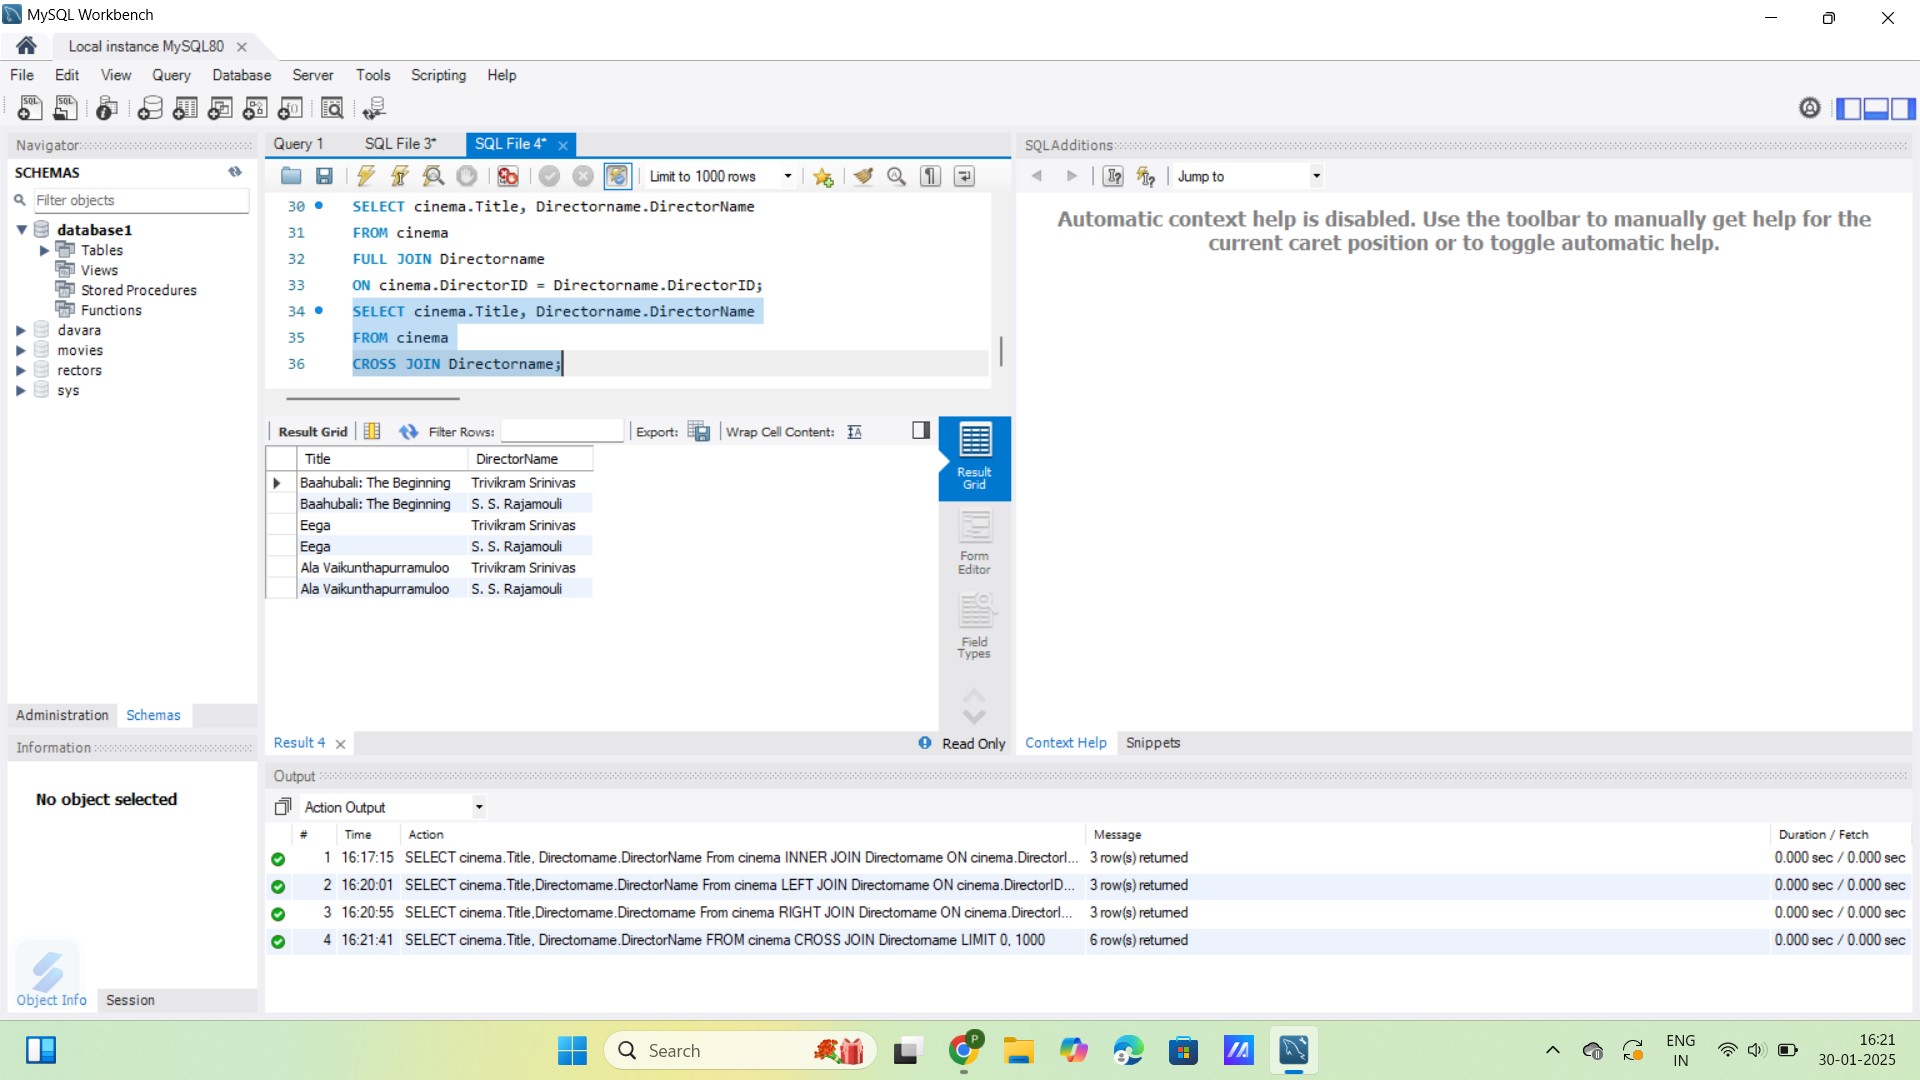 MySQL Workbench
Local instance MySQL80
File Edit View Query Database Server Tools Scripting Help
Navigator
SCHEMAS
Filter objects
database1
Tables
Views
Stored Procedures
Functions
davara
movies
rectors
sys
Administration Schemas
Information
No object selected
Object Info Session
Query 1 SQL File 3* SQL File 4*
Limit to 1000 rows
30 SELECT cinema.Title, Directorname.DirectorName
31 FROM cinema
32 FULL JOIN Directorname
33 ON cinema.DirectorID = Directorname.DirectorID;
34 SELECT cinema.Title, Directorname.DirectorName
35 FROM cinema
36 CROSS JOIN Directorname;
Result Grid Filter Rows: Export: Wrap Cell Content:
Title DirectorName
Baahubali: The Beginning Trivikram Srinivas
Baahubali: The Beginning S. S. Rajamouli
Eega Trivikram Srinivas
Eega S. S. Rajamouli
Ala Vaikunthapurramuloo Trivikram Srinivas
Ala Vaikunthapurramuloo S. S. Rajamouli
Result
Grid
Form
Editor
Field
Types
Result 4 Read Only
SQLAdditions
Jump to
Automatic context help is disabled. Use the toolbar to manually get help for the
current caret position or to toggle automatic help.
Context Help Snippets
Output
Action Output
# Time Action Message Duration / Fetch
1 16:17:15 SELECT cinema.Title, Directorname.DirectorName From cinema INNER JOIN Directorname ON cinema.DirectorI... 3 row(s) returned 0.000 sec / 0.000 sec
2 16:20:01 SELECT cinema.Title,Directorname.DirectorName From cinema LEFT JOIN Directorname ON cinema.DirectorID... 3 row(s) returned 0.000 sec / 0.000 sec
3 16:20:55 SELECT cinema.Title,Directorname.Directorname From cinema RIGHT JOIN Directorname ON cinema.DirectorI... 3 row(s) returned 0.000 sec / 0.000 sec
4 16:21:41 SELECT cinema.Title, Directorname.DirectorName FROM cinema CROSS JOIN Directorname LIMIT 0, 1000 6 row(s) returned 0.000 sec / 0.000 sec
Search
ENG
IN
16:21
30-01-2025